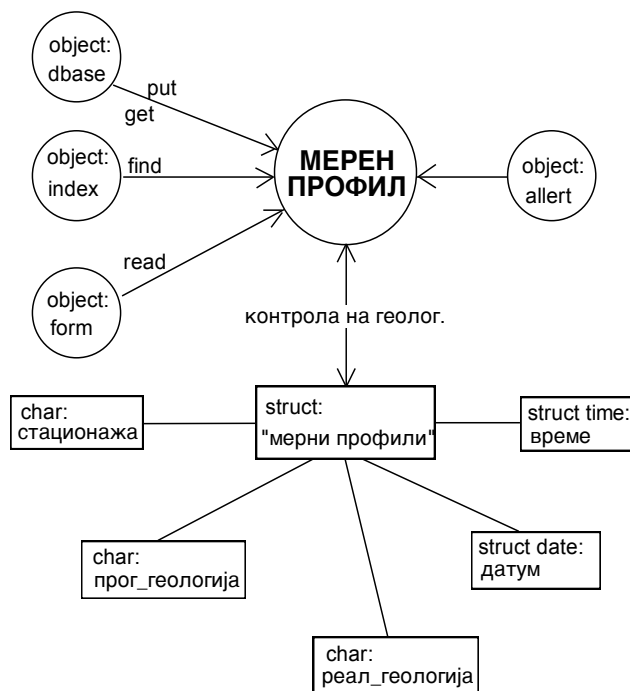 object:
dbase
put
get
object:
index
find
МЕРЕН
ПРОФИЛ
object:
allert
read
object:
form
контрола на геолог.
char:
стационажа
struct:
"мерни профили"
struct time:
време
char:
прог_геологија
struct date:
датум
char:
реал_геологија